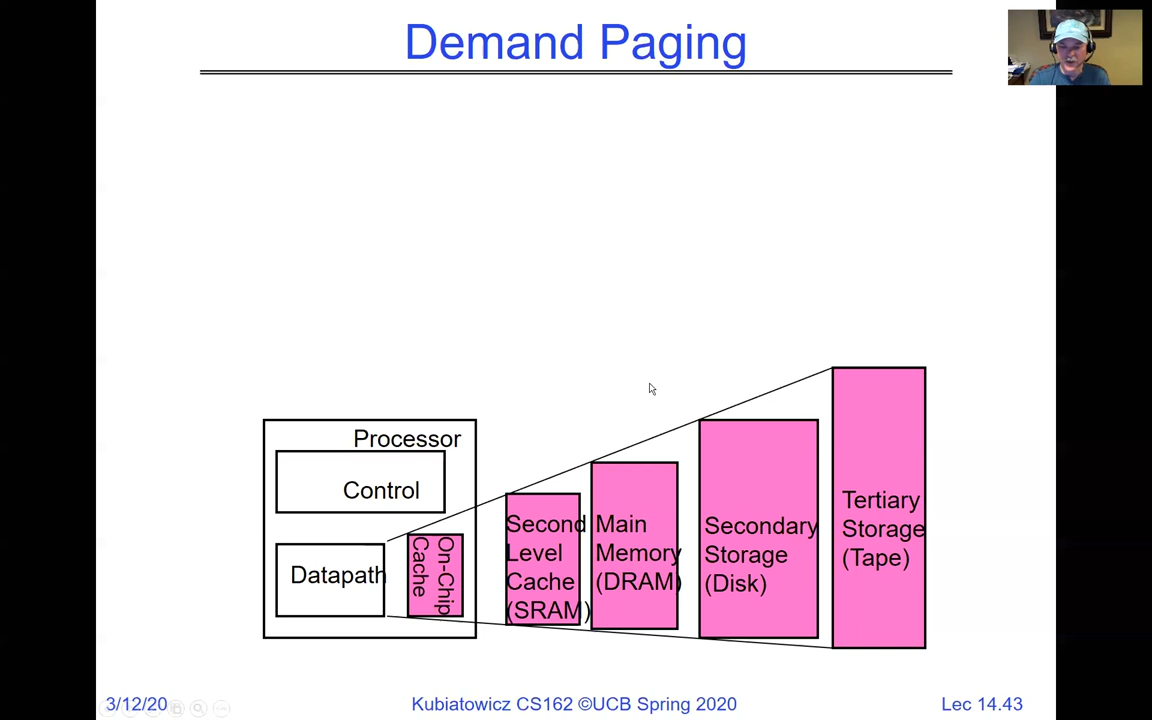 Demand Paging
Processor
Control
Datapath
On-Chip
Cache
Second
Level
Cache
(SRAM)
Main
Memory
(DRAM)
Secondary
Storage
(Disk)
Tertiary
Storage
(Tape)
3/12/20
Kubiatowicz CS162 ©UCB Spring 2020
Lec 14.43